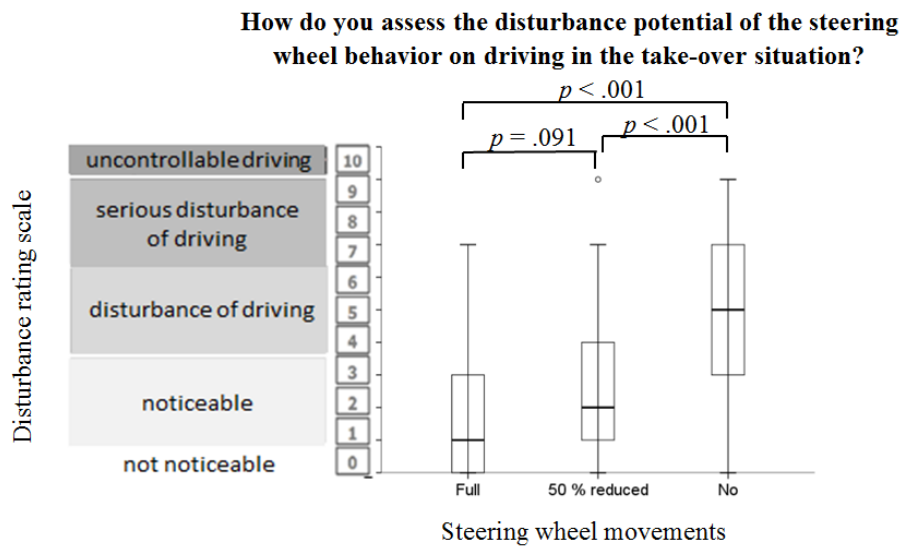 How do you assess the disturbance potential of the steering
wheel behavior on driving in the take-over situation?
p < .001
p = .091
p < .001
Disturbance rating scale
uncontrollable driving
10
9
serious disturbance
of driving
8
7
6
disturbance of driving
5
4
3
noticeable
2
1
not noticeable
0
Full
50 % reduced
No
Steering wheel movements